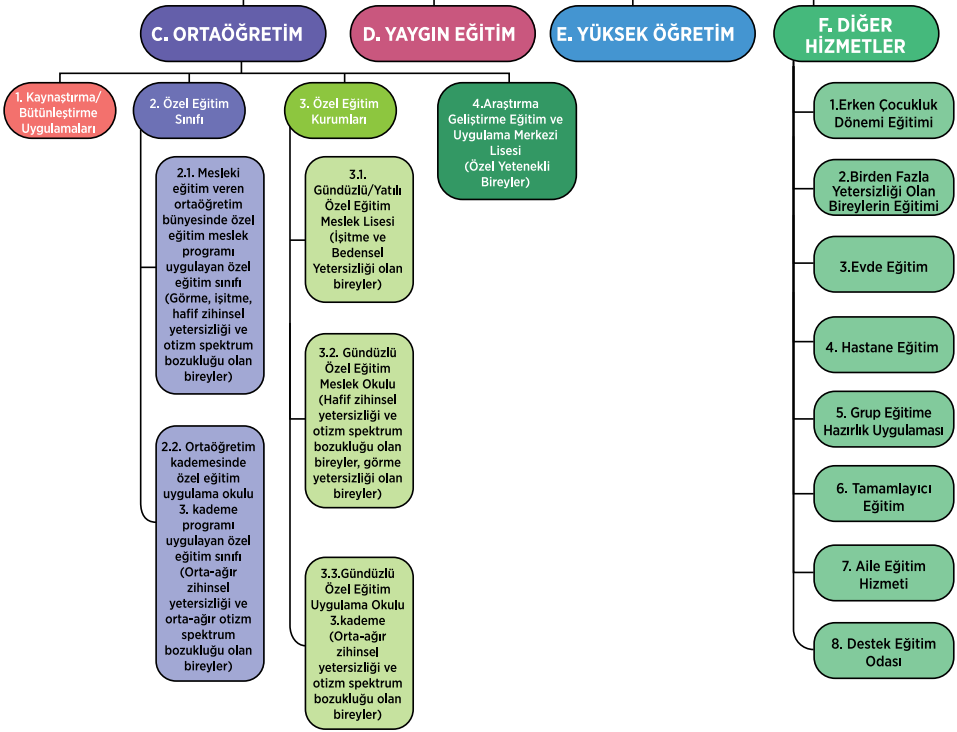 C. ORTAÖĞRETİM
D. YAYGIN EĞİTİM
E. YÜKSEK ÖĞRETİM
F. DİĞER
HİZMETLER
1. Kaynaştırma/
Bütünleştirme
Uygulamaları
2. Özel Eğitim
Sınıfı
2.1. Mesleki
eğitim veren
ortaöğretim
bünyesinde özel
eğitim meslek
programı
uygulayan özel
eğitim sınıfı
(Görme, işitme,
hafif zihinsel
yetersizliği ve
otizm spektrum
bozukluğu olan
bireyler)
2.2. Ortaöğretim
kademesinde
özel eğitim
uygulama okulu
3. kademe
programı
uygulayan özel
eğitim sınıfı
(Orta-ağır
zihinsel
yetersizliği ve
orta-ağır otizm
spektrum
bozukluğu olan
bireyler)
3. Özel Eğitim
Kurumları
3.1.
Gündüzlü/Yatılı
Özel Eğitim
Meslek Lisesi
(İşitme ve
Bedensel
Yetersizliği olan
bireyler)
3.2. Gündüzlü
Özel Eğitim
Meslek Okulu
(Hafif zihinsel
yetersizliği ve
otizm spektrum
bozukluğu olan
bireyler, görme
yetersizliği olan
bireyler)
3.3.Gündüzlü
Özel Eğitim
Uygulama Okulu
3.kademe
(Orta-ağır
zihinsel
yetersizliği ve
otizm spektrum
bozukluğu olan
bireyler)
4.Araştırma
Geliştirme Eğitim ve
Uygulama Merkezi
Lisesi
(Özel Yetenekli
Bireyler)
1.Erken Çocukluk
Dönemi Eğitimi
2.Birden Fazla
Yetersizliği Olan
Bireylerin Eğitimi
3.Evde Eğitim
4. Hastane Eğitim
5. Grup Eğitime
Hazırlık Uygulaması
6. Tamamlayıcı
Eğitim
7. Aile Eğitim
Hizmeti
8. Destek Eğitim
Odası